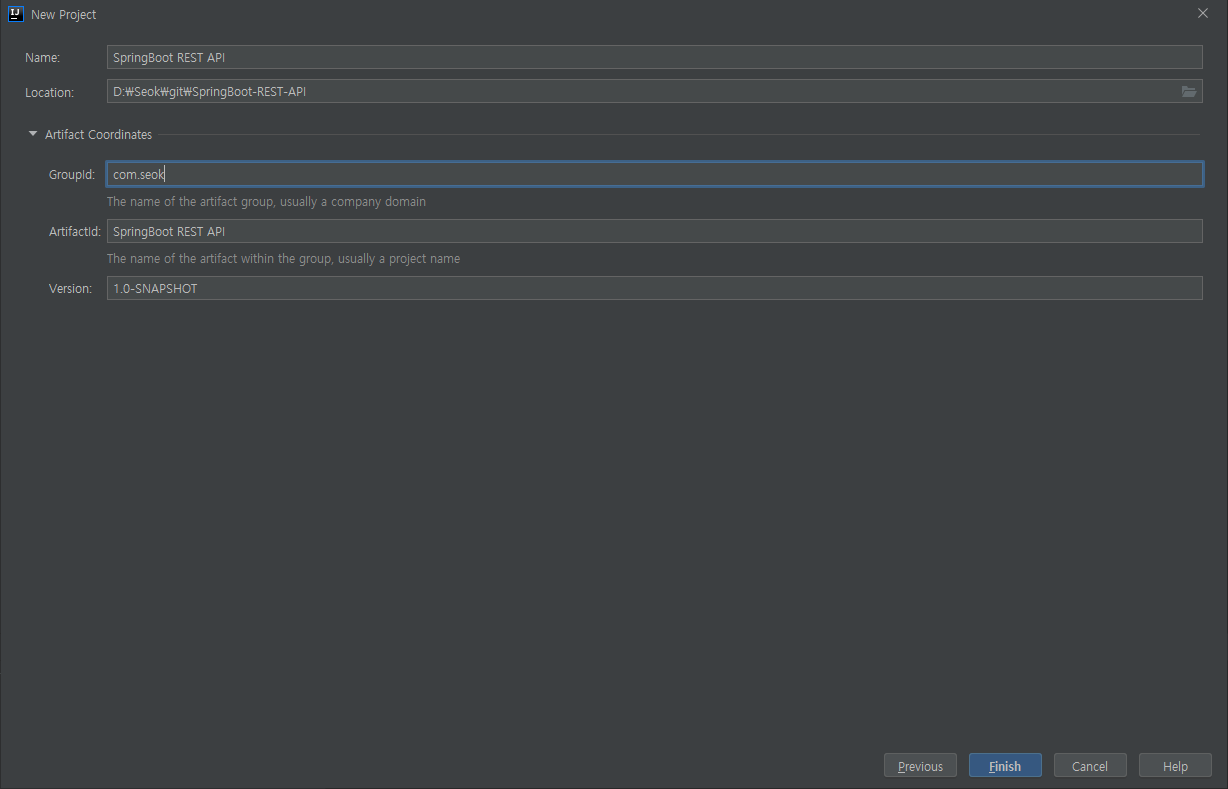 IJ
New Project
Name: SpringBoot REST API
Location: D:₩Seok₩git₩SpringBoot-REST-API
Artifact Coordinates
GroupId: com.seok
The name of the artifact group, usually a company domain
ArtifactId: SpringBoot REST API
The name of the artifact within the group, usually a project name
Version: 1.0-SNAPSHOT
Previous Finish Cancel Help